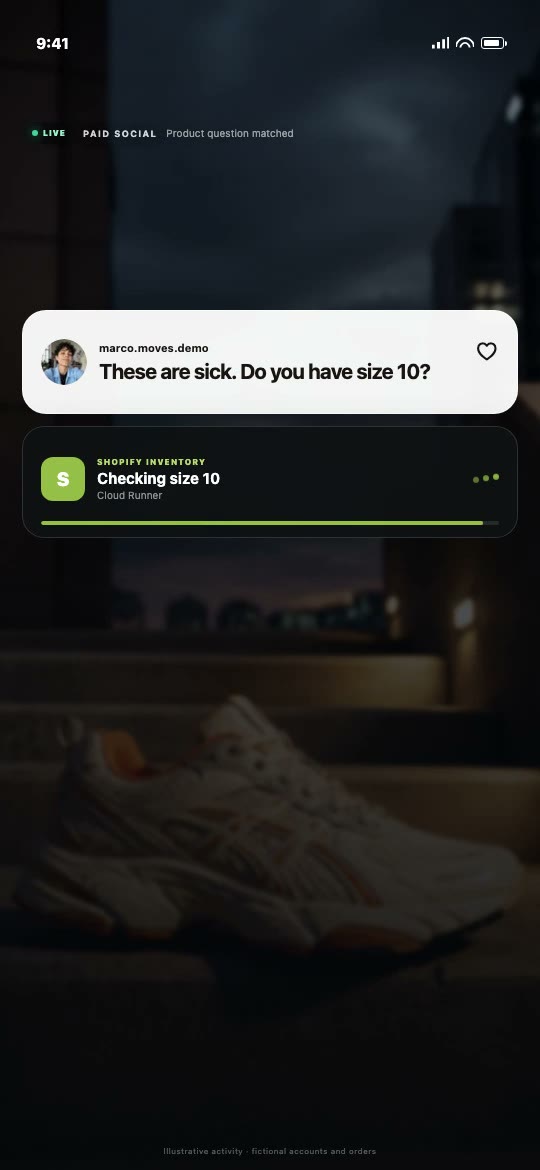 9:41
LIVE PAID SOCIAL Product question matched
marco.moves.demo
These are sick. Do you have size 10?
S
SHOPIFY INVENTORY
Checking size 10
Cloud Runner
Illustrative activity · fictional accounts and orders